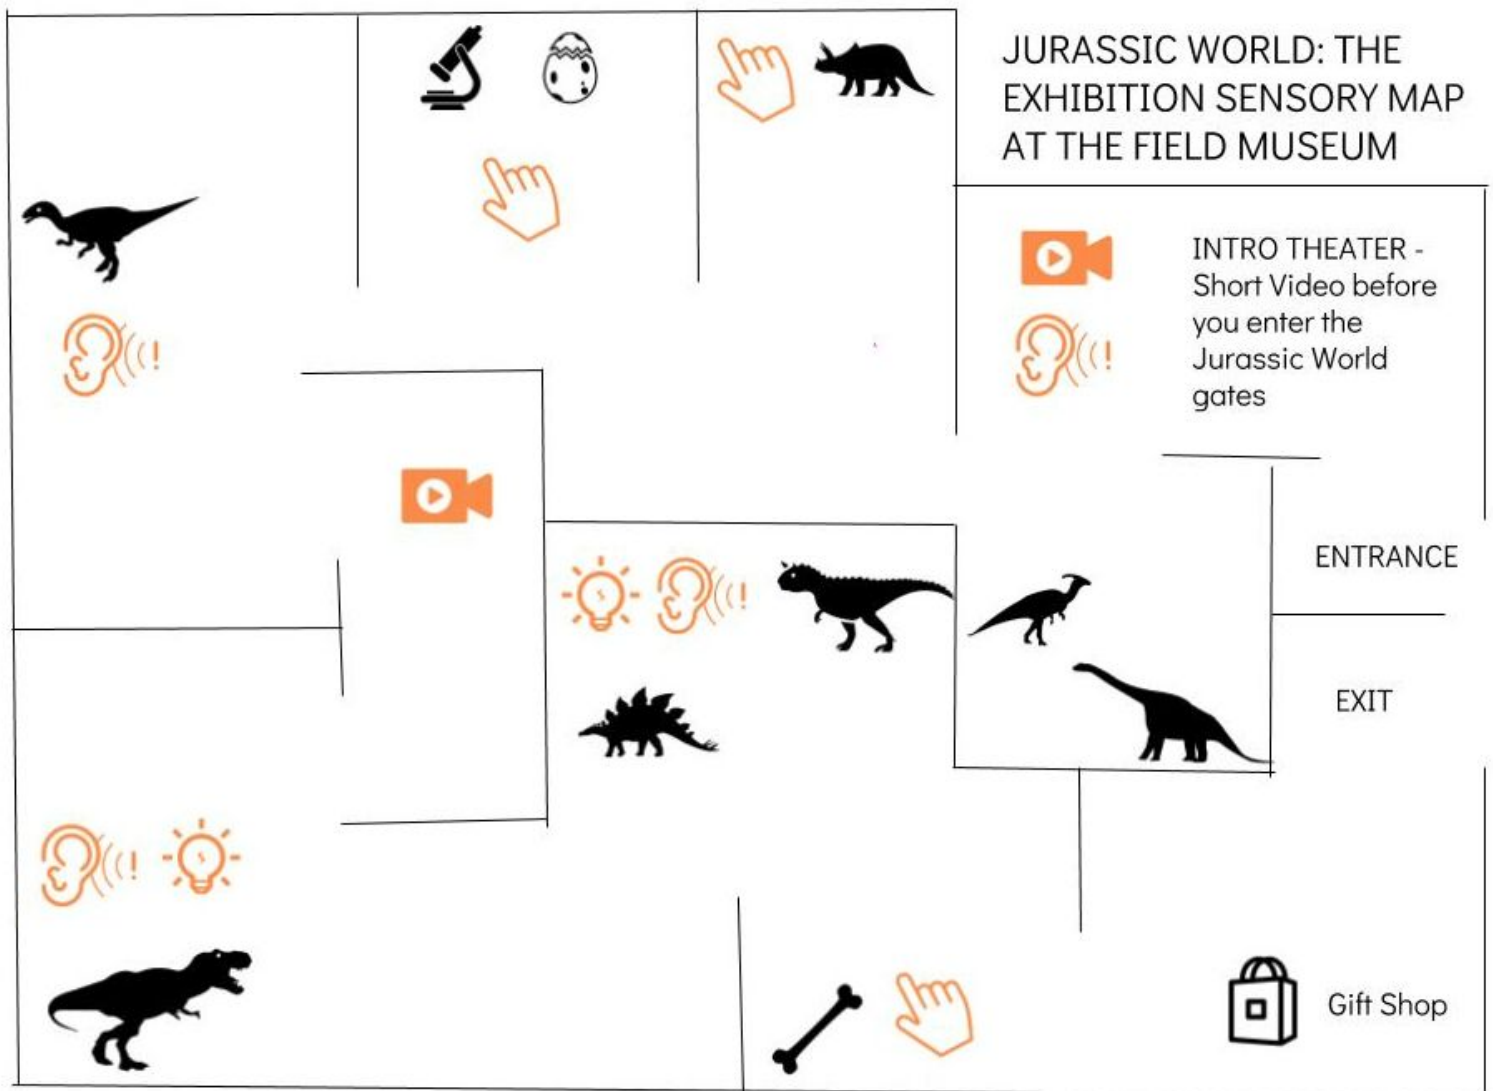 JURASSIC WORLD: THE
EXHIBITION SENSORY MAP
AT THE FIELD MUSEUM
INTRO THEATER -
Short Video before
you enter the
Jurassic World
gates
ENTRANCE
EXIT
Gift Shop